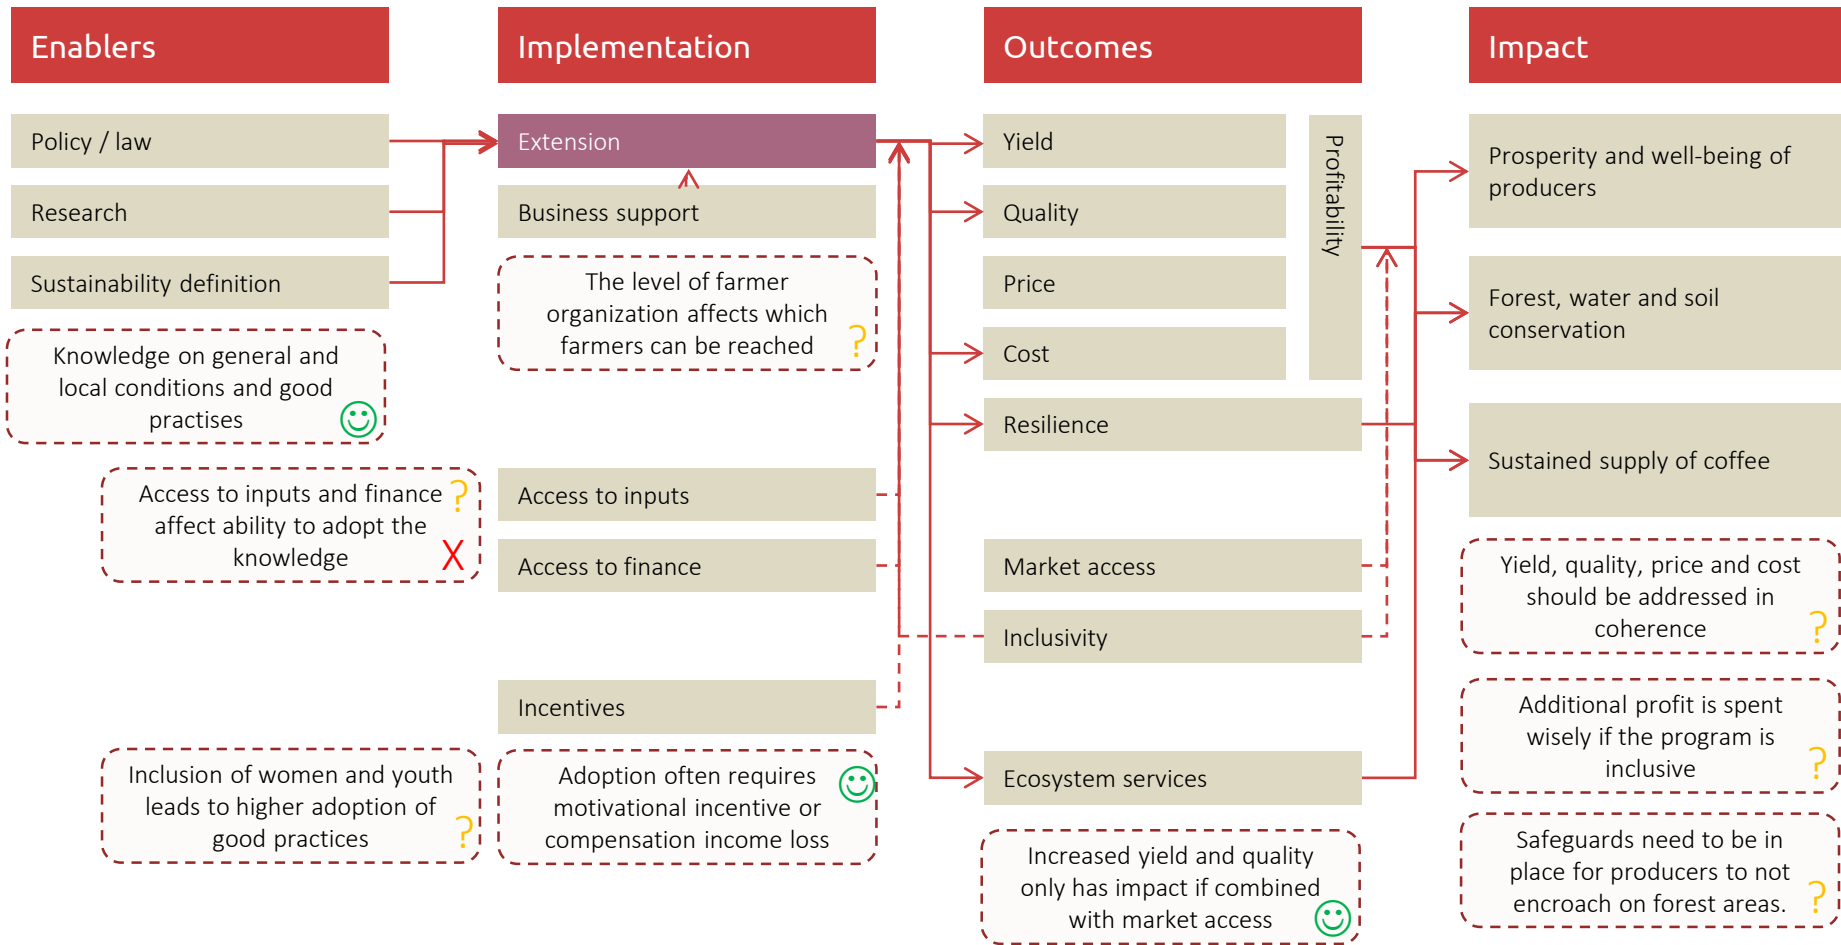 Enablers
Policy / law
Research
Sustainability definition
Knowledge on general and
local conditions and good
practises
Access to inputs and finance
affect ability to adopt the
knowledge
?
X
Inclusion of women and youth
leads to higher adoption of
good practices
?
Implementation
Extension
Business support
The level of farmer
organization affects which
farmers can be reached
?
Access to inputs
Access to finance
Incentives
Adoption often requires
motivational incentive or
compensation income loss
Outcomes
Yield
Quality
Price
Cost
Profitability
Resilience
Market access
Inclusivity
Ecosystem services
Increased yield and quality
only has impact if combined
with market access
Impact
Prosperity and well-being of
producers
Forest, water and soil
conservation
Sustained supply of coffee
Yield, quality, price and cost
should be addressed in
coherence
?
Additional profit is spent
wisely if the program is
inclusive
?
Safeguards need to be in
place for producers to not
encroach on forest areas.
?